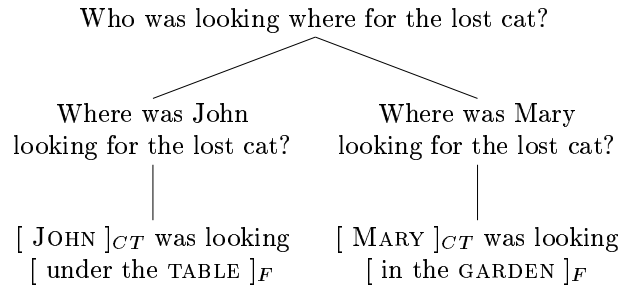 Who was looking where for the lost cat?
Where was John
looking for the lost cat?
Where was Mary
looking for the lost cat?
[ JOHN ]CT was looking
[ under the TABLE ]F
[ MARY ]CT was looking
[ in the GARDEN ]F